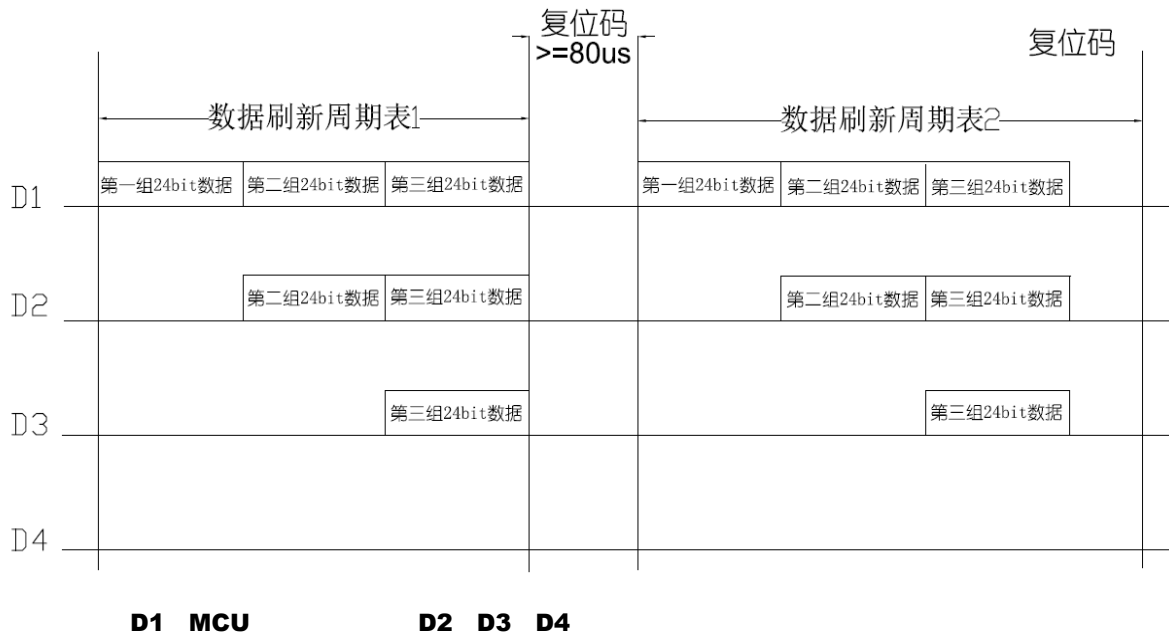 复位码
>=80us
复位码
数据刷新周期表1
数据刷新周期表2
D1 第一组24bit数据 第二组24bit数据 第三组24bit数据 第一组24bit数据 第二组24bit数据 第三组24bit数据
D2 第二组24bit数据 第三组24bit数据 第二组24bit数据 第三组24bit数据
D3 第三组24bit数据 第三组24bit数据
D4
D1 MCU D2 D3 D4